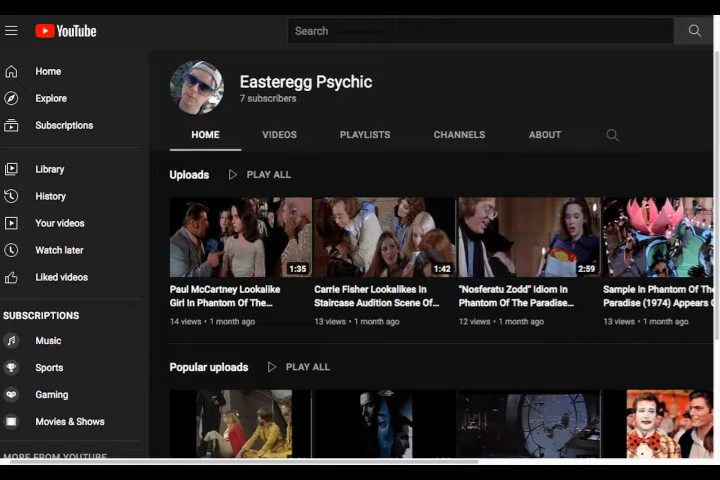 YouTube
Search
Home
Explore
Subscriptions
Library
History
Your videos
Watch later
Liked videos
SUBSCRIPTIONS
Music
Sports
Gaming
Movies & Shows
MORE FROM YOUTUBE
Easteregg Psychic
7 subscribers
HOME VIDEOS PLAYLISTS CHANNELS ABOUT
Uploads PLAY ALL
1:35
Paul McCartney Lookalike
Girl In Phantom Of The...
14 views • 1 month ago
1:42
Carrie Fisher Lookalikes In
Staircase Audition Scene Of...
13 views • 1 month ago
2:59
"Nosferatu Zodd" Idiom In
Phantom Of The Paradise...
12 views • 1 month ago
Sample In Phantom Of The
Paradise (1974) Appears
13 views • 1 month ago
Popular uploads PLAY ALL